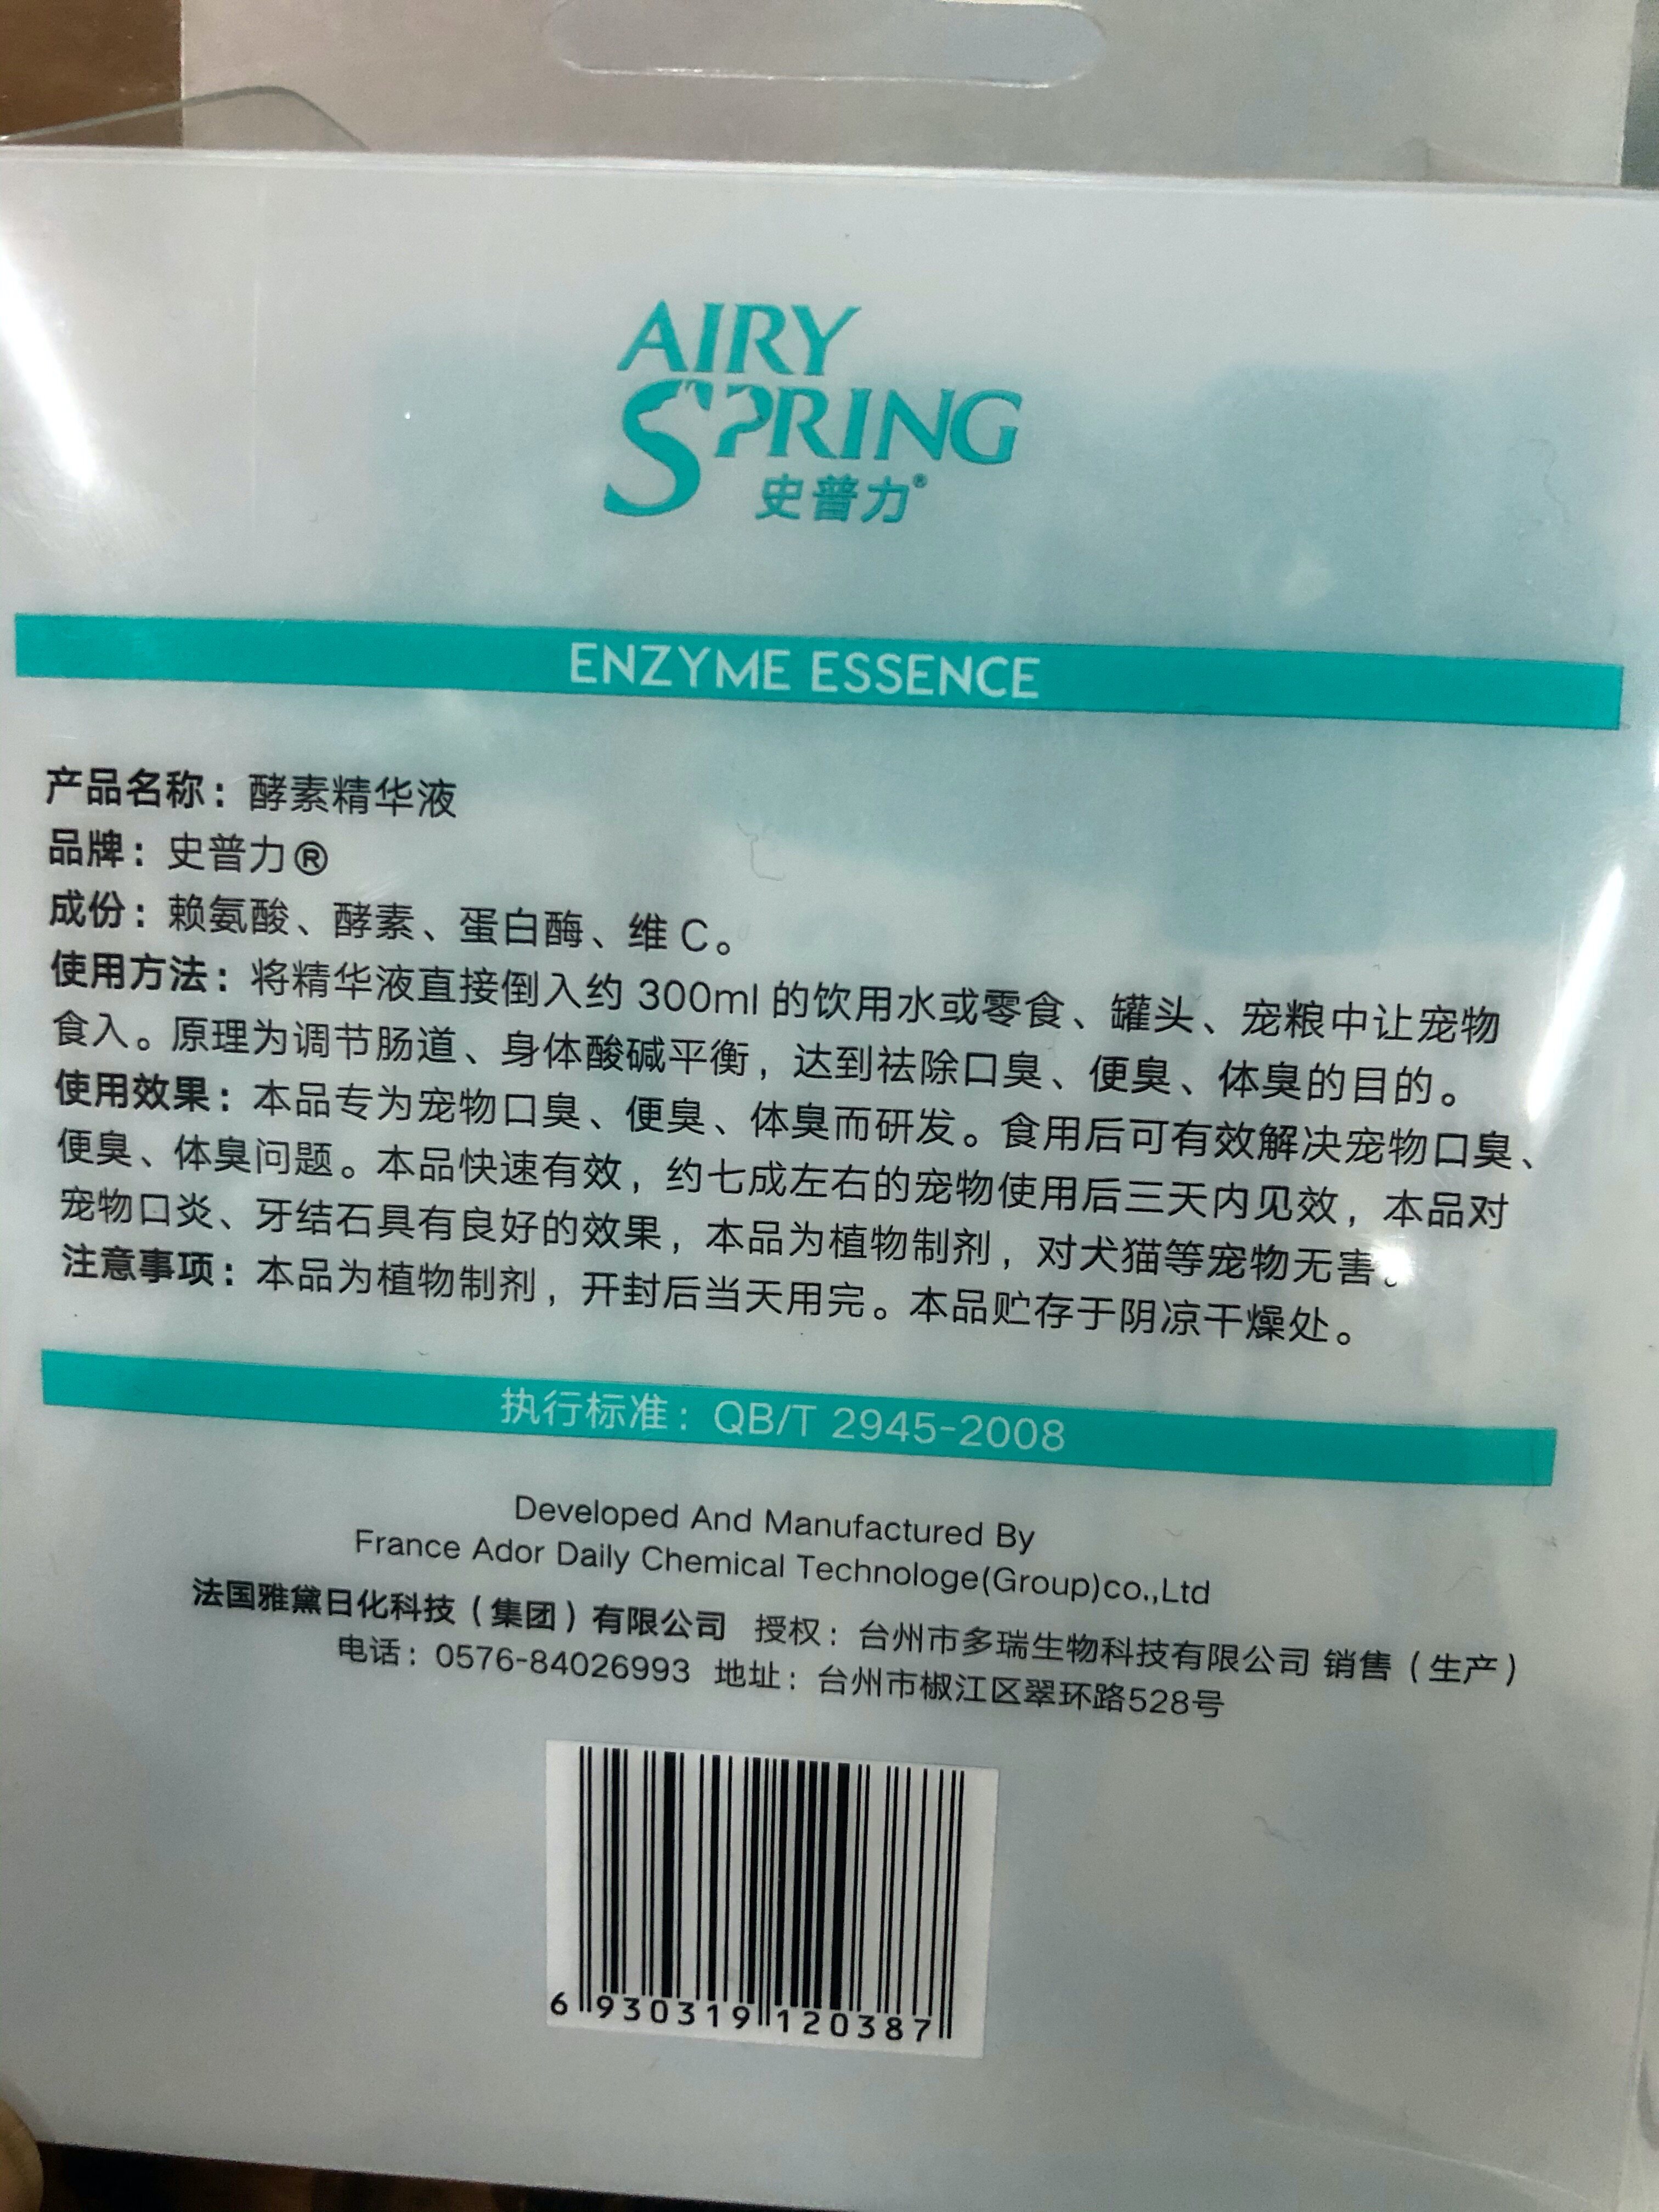 AIRY
SPRING
史普力®
ENZYME ESSENCE
产品名称：酵素精华液
品牌：史普力®
成份：赖氨酸、酵素、蛋白酶、维 C。
使用方法：将精华液直接倒入约 300ml 的饮用水或零食、罐头、宠粮中让宠物
食入。原理为调节肠道、身体酸碱平衡，达到祛除口臭、便臭、体臭的目的。
使用效果：本品专为宠物口臭、便臭、体臭而研发。食用后可有效解决宠物口臭、
便臭、体臭问题。本品快速有效，约七成左右的宠物使用后三天内见效，本品对
宠物口炎、牙结石具有良好的效果，本品为植物制剂，对犬猫等宠物无害。
注意事项：本品为植物制剂，开封后当天用完。本品贮存于阴凉干燥处。
执行标准：QB/T 2945-2008
Developed And Manufactured By
France Ador Daily Chemical Technologe(Group)co.,Ltd
法国雅黛日化科技（集团）有限公司 授权：台州市多瑞生物科技有限公司 销售（生产）
电话：0576-84026993 地址：台州市椒江区翠环路528号
6 930319 120387